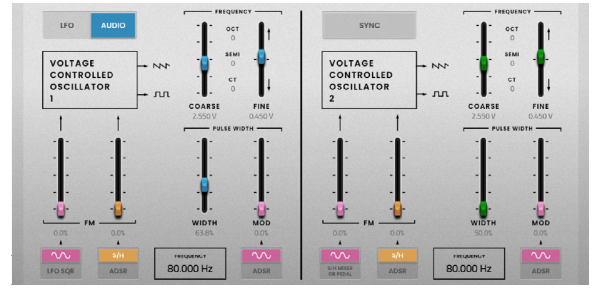 LFO
AUDIO
FREQUENCY
OCT
0
SEMI
0
CT
0
COARSE
2.550 V
FINE
0.450 V
VOLTAGE
CONTROLLED
OSCILLATOR
1
PULSE WIDTH
FM
0.0%
0.0%
WIDTH
63.8%
MOD
0.0%
LFO SQR
S/H
ADSR
FREQUENCY
80.000 Hz
ADSR
SYNC
FREQUENCY
OCT
0
SEMI
0
CT
0
COARSE
2.550 V
FINE
0.450 V
VOLTAGE
CONTROLLED
OSCILLATOR
2
PULSE WIDTH
FM
0.0%
0.0%
WIDTH
50.0%
MOD
0.0%
S/H MIXER
OR PEDAL
S/H
ADSR
FREQUENCY
80.000 Hz
ADSR